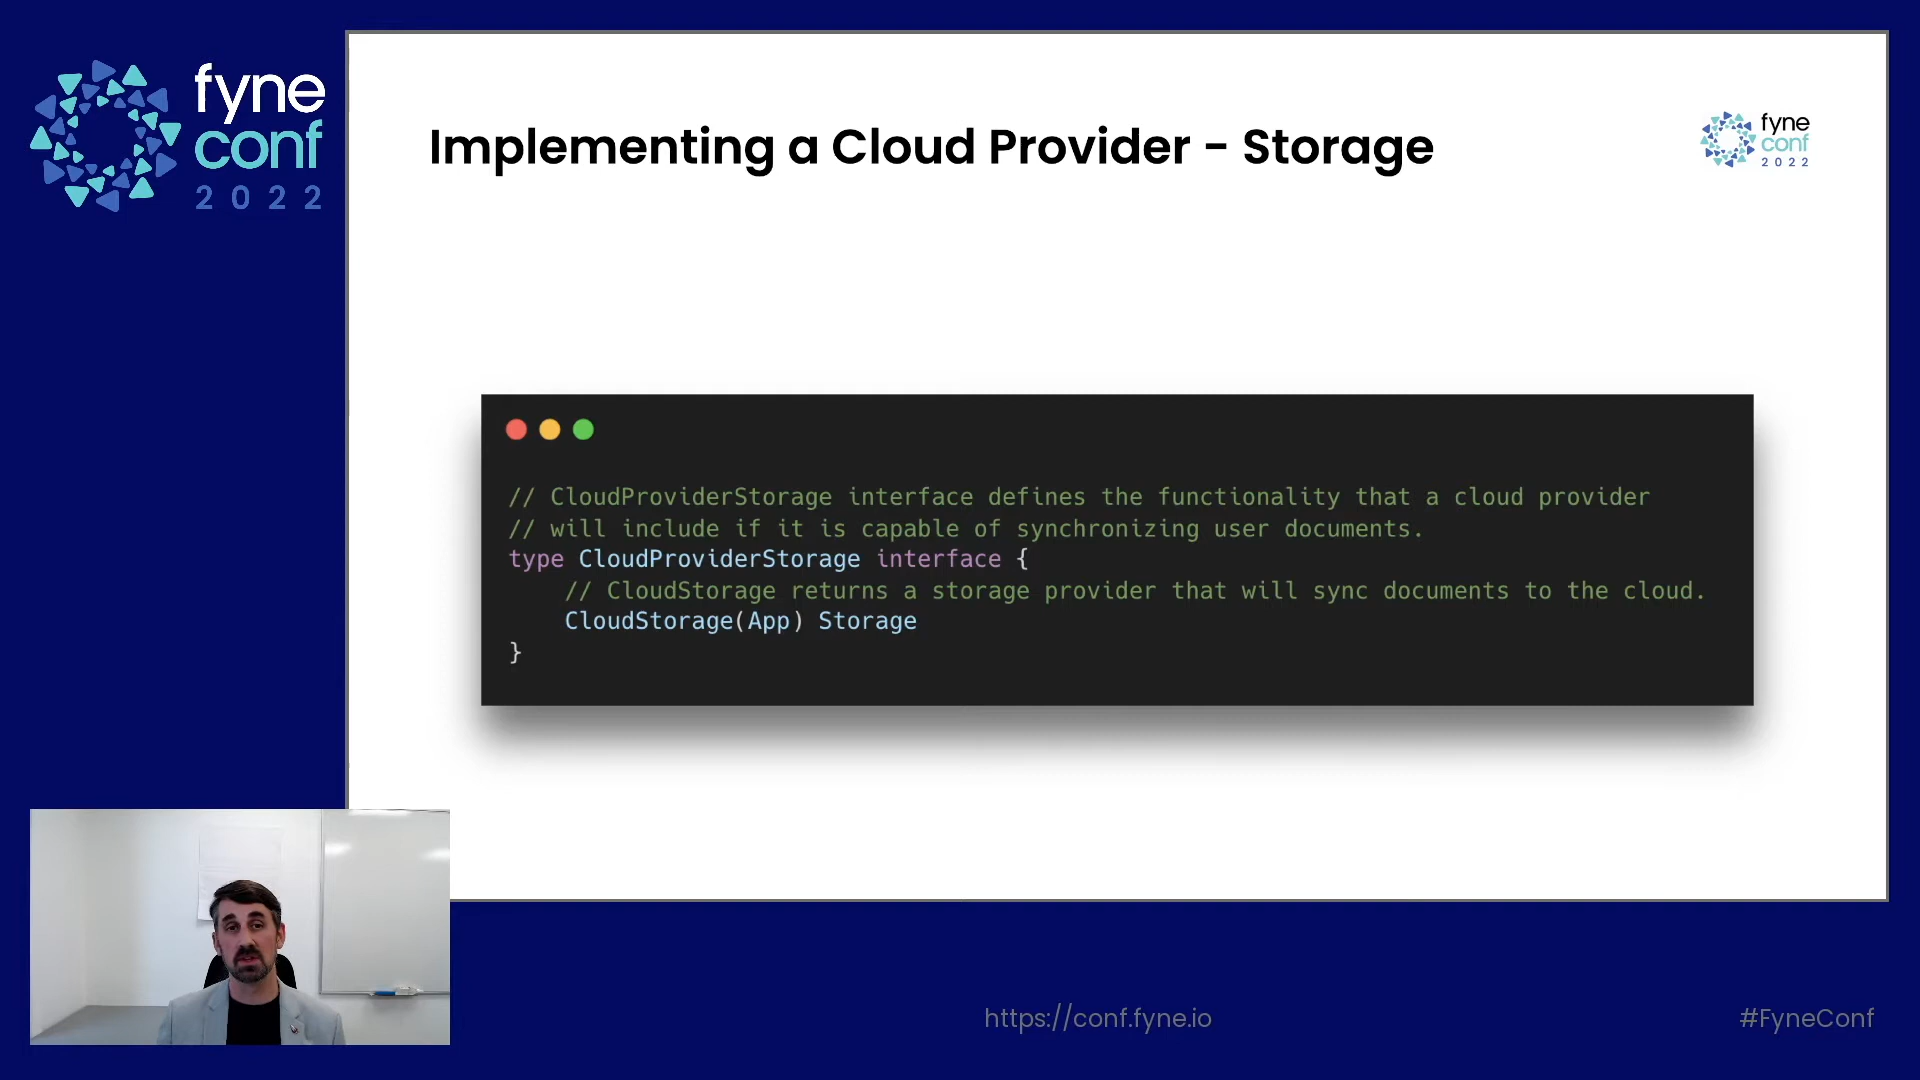 fyne
conf
2022
Implementing a Cloud Provider - Storage
fyne
conf
2022
// CloudProviderStorage interface defines the functionality that a cloud provider
// will include if it is capable of synchronizing user documents.
type CloudProviderStorage interface {
// CloudStorage returns a storage provider that will sync documents to the cloud.
CloudStorage(App) Storage
}
https://conf.fyne.io
#FyneConf